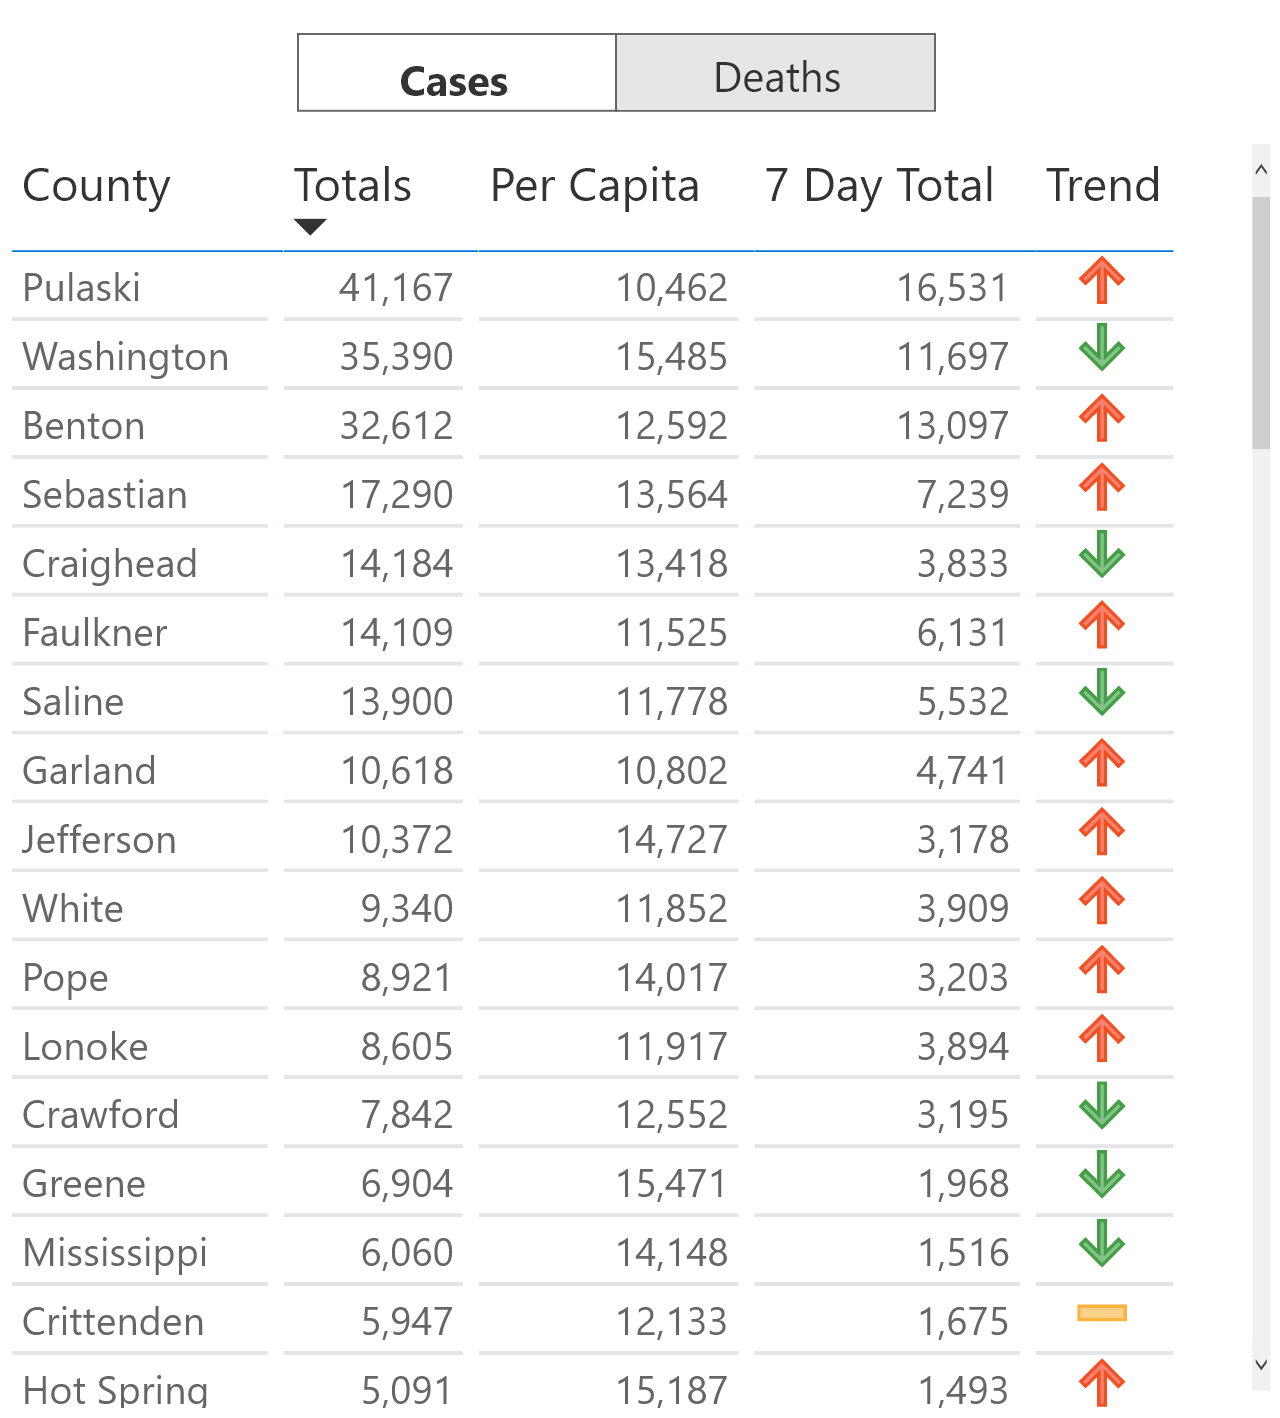 Cases Deaths
County Totals Per Capita 7 Day Total Trend
Pulaski 41,167 10,462 16,531
Washington 35,390 15,485 11,697
Benton 32,612 12,592 13,097
Sebastian 17,290 13,564 7,239
Craighead 14,184 13,418 3,833
Faulkner 14,109 11,525 6,131
Saline 13,900 11,778 5,532
Garland 10,618 10,802 4,741
Jefferson 10,372 14,727 3,178
White 9,340 11,852 3,909
Pope 8,921 14,017 3,203
Lonoke 8,605 11,917 3,894
Crawford 7,842 12,552 3,195
Greene 6,904 15,471 1,968
Mississippi 6,060 14,148 1,516
Crittenden 5,947 12,133 1,675
Hot Spring 5,091 15,187 1,493